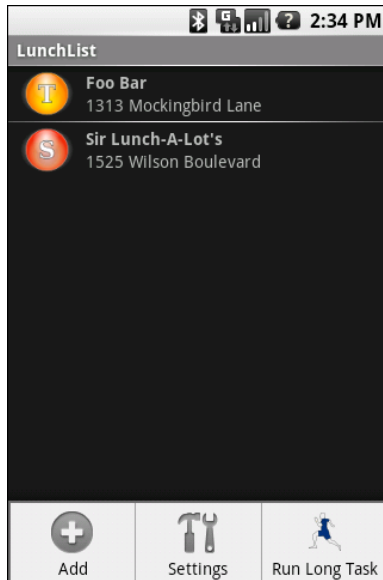 G ? 2:34 PM
LunchList
T
Foo Bar
1313 Mockingbird Lane
S
Sir Lunch-A-Lot's
1525 Wilson Boulevard
Add Settings Run Long Task